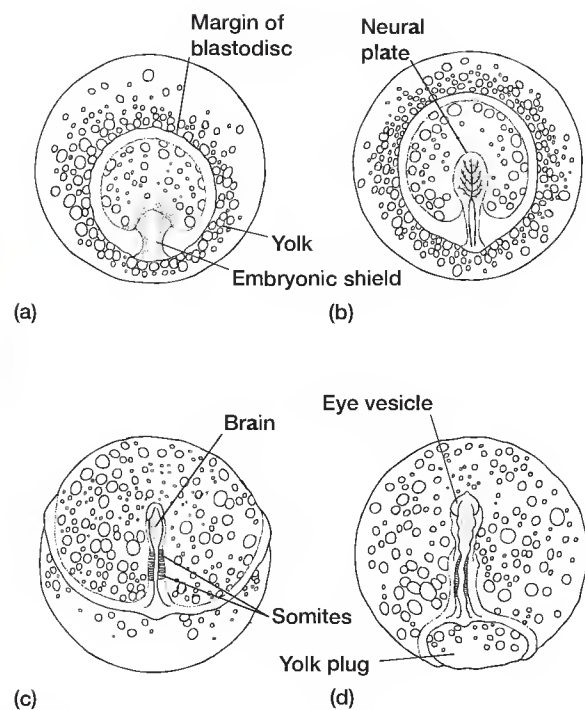 Margin of
blastodisc
Neural
plate
Yolk
Embryonic shield
(a)
(b)
Brain
Eye vesicle
Somites
Yolk plug
(c)
(d)